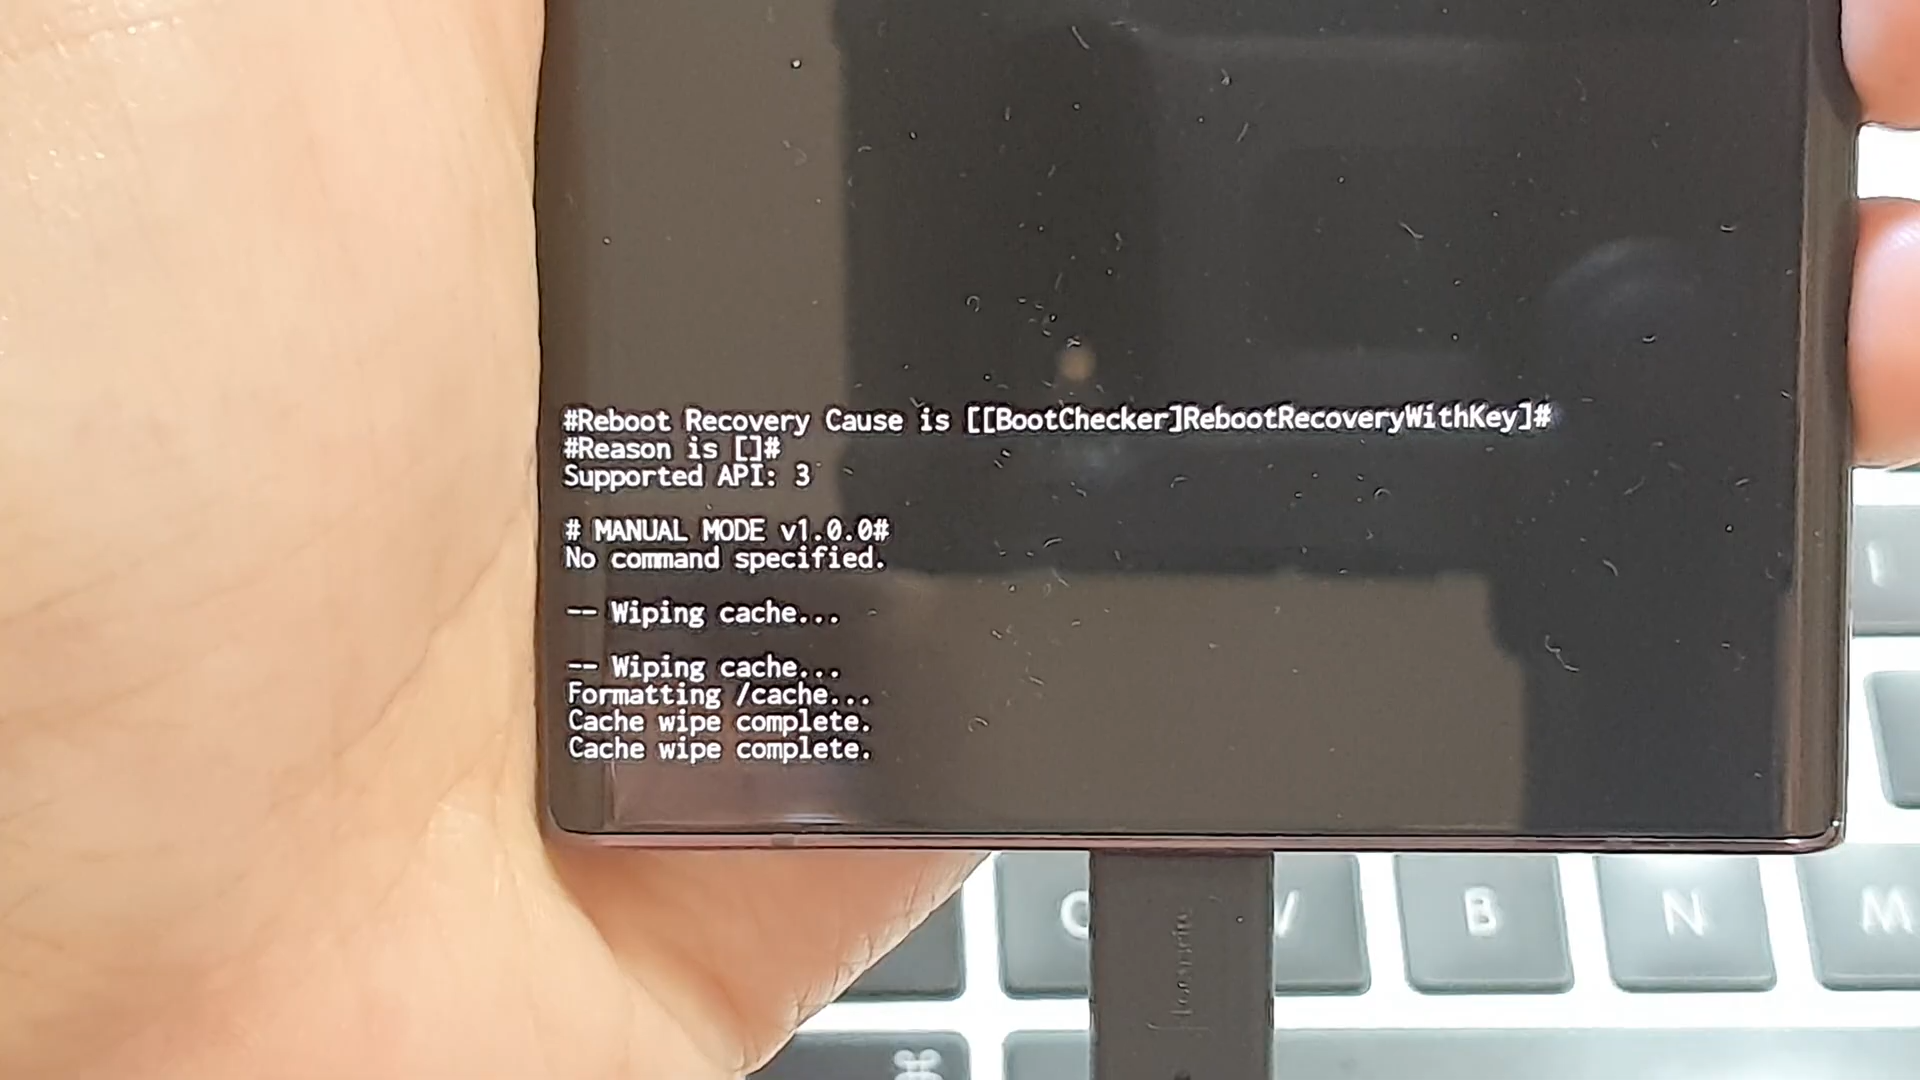 #Reboot Recovery Cause is [[BootChecker]RebootRecoveryWithKey]#
#Reason is []#
Supported API: 3
# MANUAL MODE v1.0.0#
No command specified.
-- Wiping cache...
-- Wiping cache...
Formatting /cache...
Cache wipe complete.
Cache wipe complete.
C V B N M
⌘